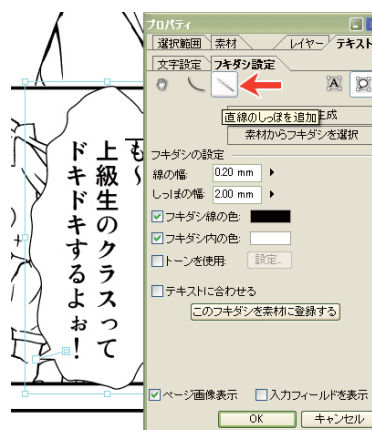 も～
上級生のクラスって
ドキドキするよぉ！
プロパティ
選択範囲 素材 レイヤー テキスト
文字設定 フキダシ設定
直線のしっぽを追加
成
素材からフキダシを選択
フキダシの設定
線の幅: 0.20 mm
しっぽの幅: 2.00 mm
フキダシ線の色:
フキダシ内の色:
トーンを使用: 設定...
テキストに合わせる
このフキダシを素材に登録する
ページ画像表示 入力フィールドを表示
OK キャンセル